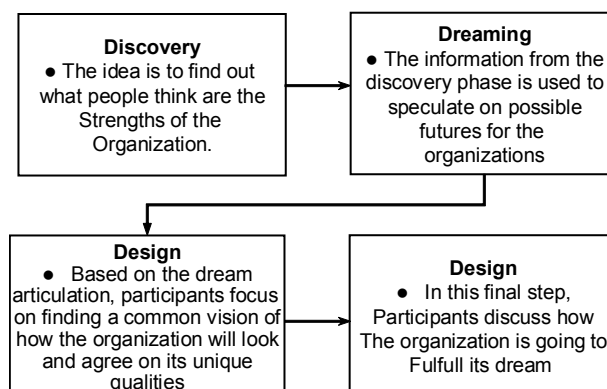 Discovery
● The idea is to find out
what people think are the
Strengths of the
Organization.
Dreaming
● The information from the
discovery phase is used to
speculate on possible
futures for the
organizations
Design
● Based on the dream
articulation, participants focus
on finding a common vision of
how the organization will look
and agree on its unique
qualities
Design
● In this final step,
Participants discuss how
The organization is going to
Fulfull its dream